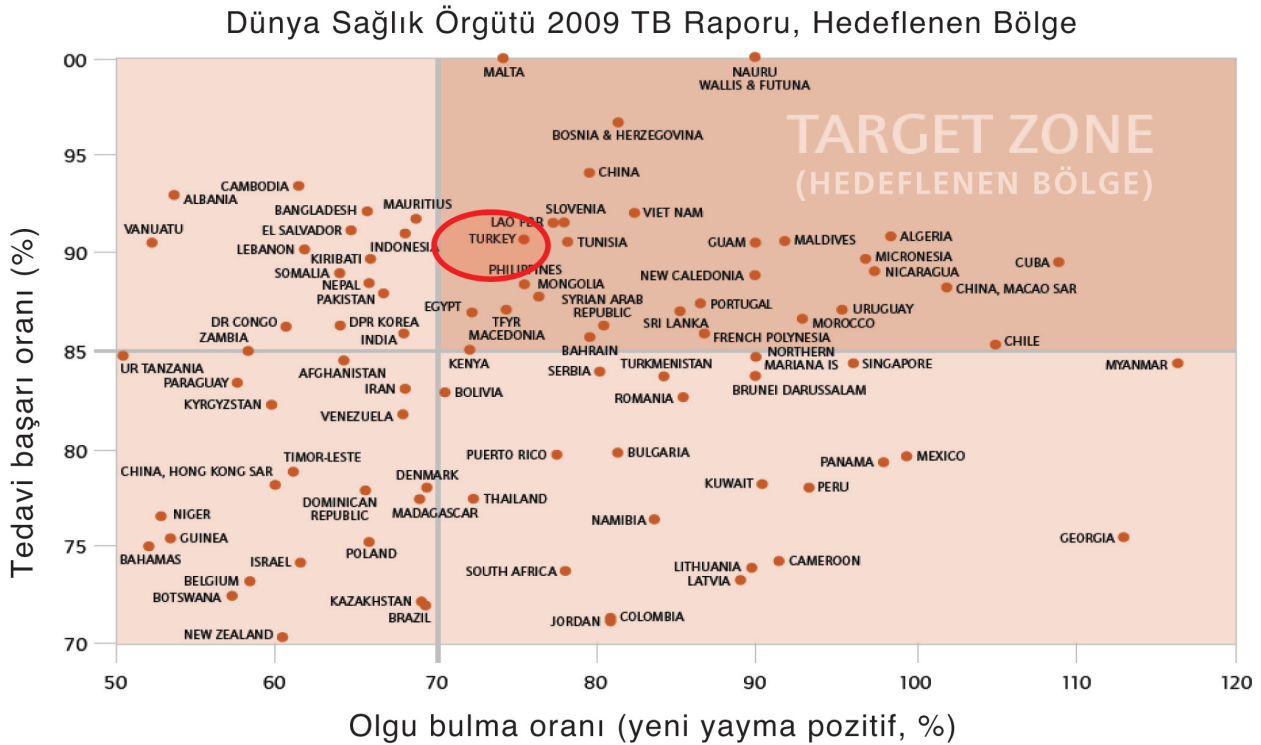 Dünya Sağlık Örgütü 2009 TB Raporu, Hedeflenen Bölge
Tedavi başarı oranı (%)
00
MALTA
NAURU
WALLIS & FUTUNA
TARGET ZONE
(HEDEFLENEN BÖLGE)
BOSNIA & HERZEGOVINA
95
CHINA
CAMBODIA
ALBANIA
BANGLADESH
MAURITIUS
SLOVENIA
VIET NAM
LAO PDR
VANUATU
EL SALVADOR
INDONESIA
TURKEY
TUNISIA
GUAM
MALDIVES
ALGERIA
90
LEBANON
KIRIBATI
MICRONESIA
CUBA
SOMALIA
PHILIPPINES
NEW CALEDONIA
NICARAGUA
NEPAL
MONGOLIA
CHINA, MACAO SAR
PAKISTAN
EGYPT
SYRIAN ARAB
REPUBLIC
PORTUGAL
URUGUAY
DR CONGO
DPR KOREA
TFYR
MACEDONIA
SRI LANKA
MOROCCO
ZAMBIA
INDIA
FRENCH POLYNESIA
CHILE
85
BAHRAIN
NORTHERN
MARIANA IS
UR TANZANIA
AFGHANISTAN
KENYA
SERBIA
TURKMENISTAN
SINGAPORE
MYANMAR
PARAGUAY
IRAN
BOLIVIA
BRUNEI DARUSSALAM
KYRGYZSTAN
VENEZUELA
ROMANIA
80
TIMOR-LESTE
PUERTO RICO
BULGARIA
PANAMA
MEXICO
CHINA, HONG KONG SAR
DENMARK
KUWAIT
PERU
DOMINICAN
REPUBLIC
MADAGASCAR
THAILAND
NIGER
NAMIBIA
GUINEA
GEORGIA
75
BAHAMAS
POLAND
ISRAEL
SOUTH AFRICA
LITHUANIA
CAMEROON
BELGIUM
LATVIA
BOTSWANA
KAZAKHSTAN
BRAZIL
JORDAN
COLOMBIA
NEW ZEALAND
70
50 60 70 80 90 100 110 120
Olgu bulma oranı (yeni yayma pozitif, %)